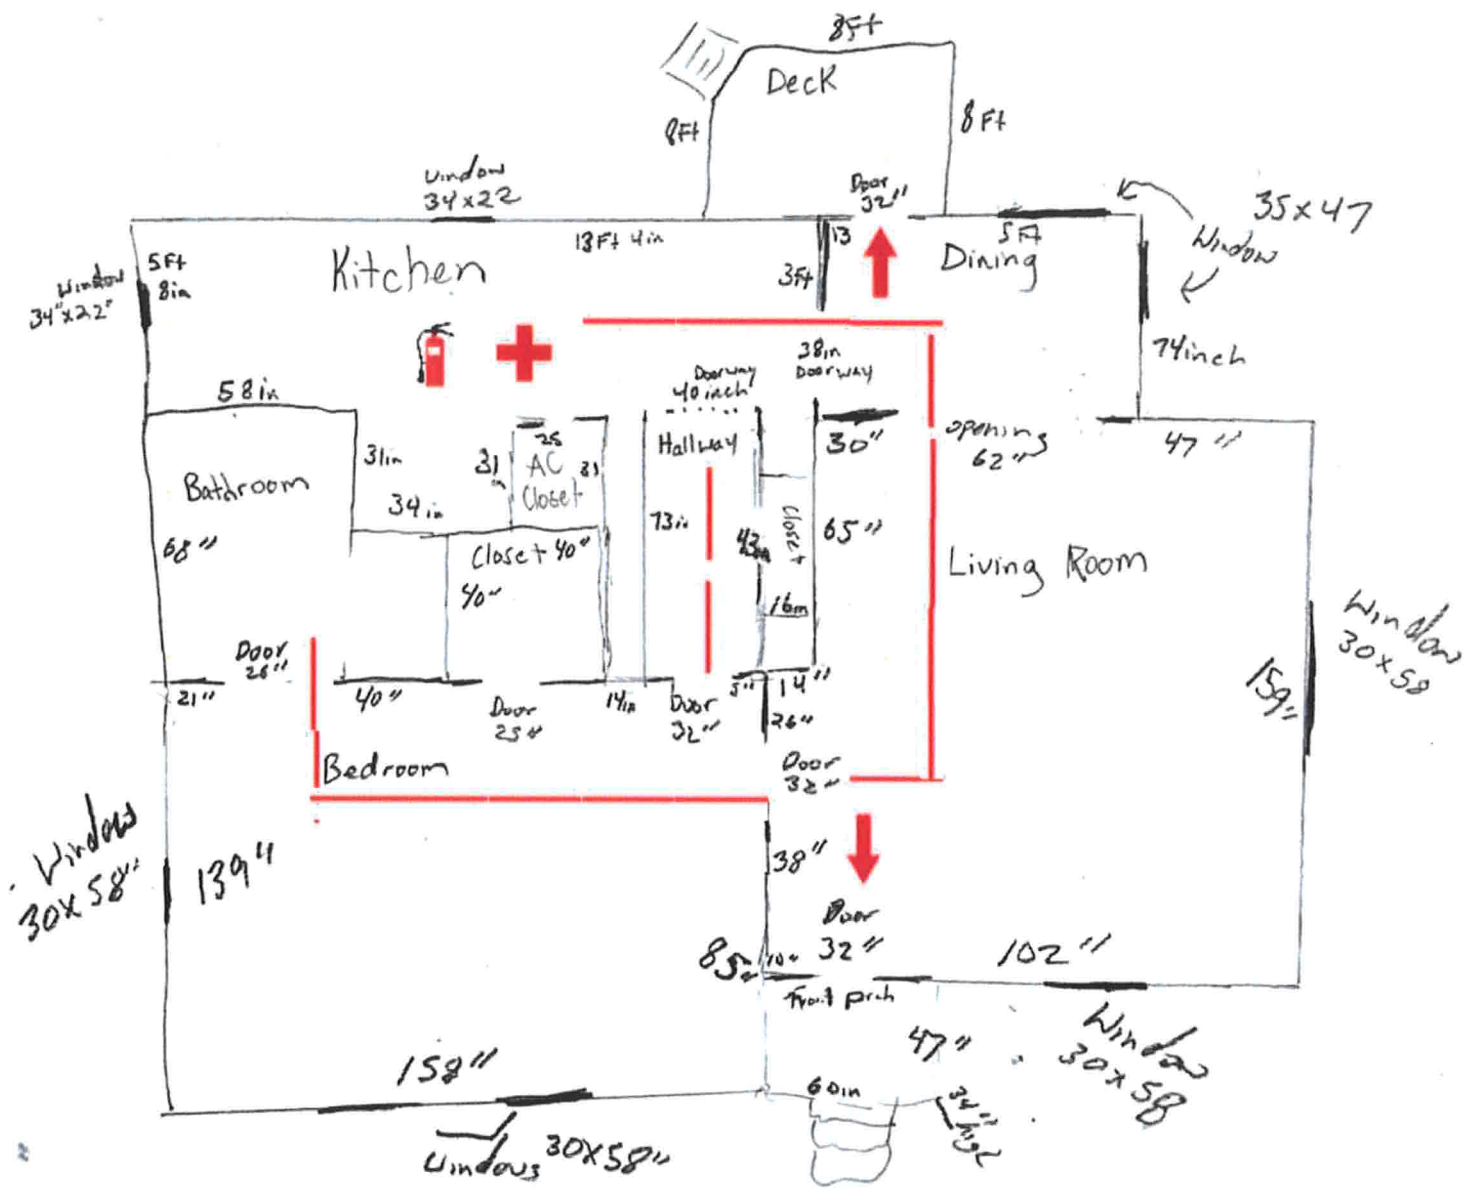 8Ft
Deck
8Ft
8Ft
Window
34x22
Door
32"
35x47
Window
13Ft 4in
13
5Ft
Dining
3Ft
Kitchen
5Ft
8in
Window
34"x22"
74inch
38in
Doorway
Doorway
40inch
58in
Hallway
30"
opening
62"
47"
31in
25
AC
Closet
31
in
31
Bathroom
34in
73in
43in
Closet
65"
68"
Closet 40"
40"
Living Room
16in
Window
30x58
159"
Door
26"
21"
40"
Door
25"
14in
Door
32"
5"
14"
26"
Bedroom
Door
32"
Window
30x58"
139"
38"
Door
32"
85"
10"
102"
Front prch
47"
Window
30x58
158"
60in
34"
high
Windows
30x58"